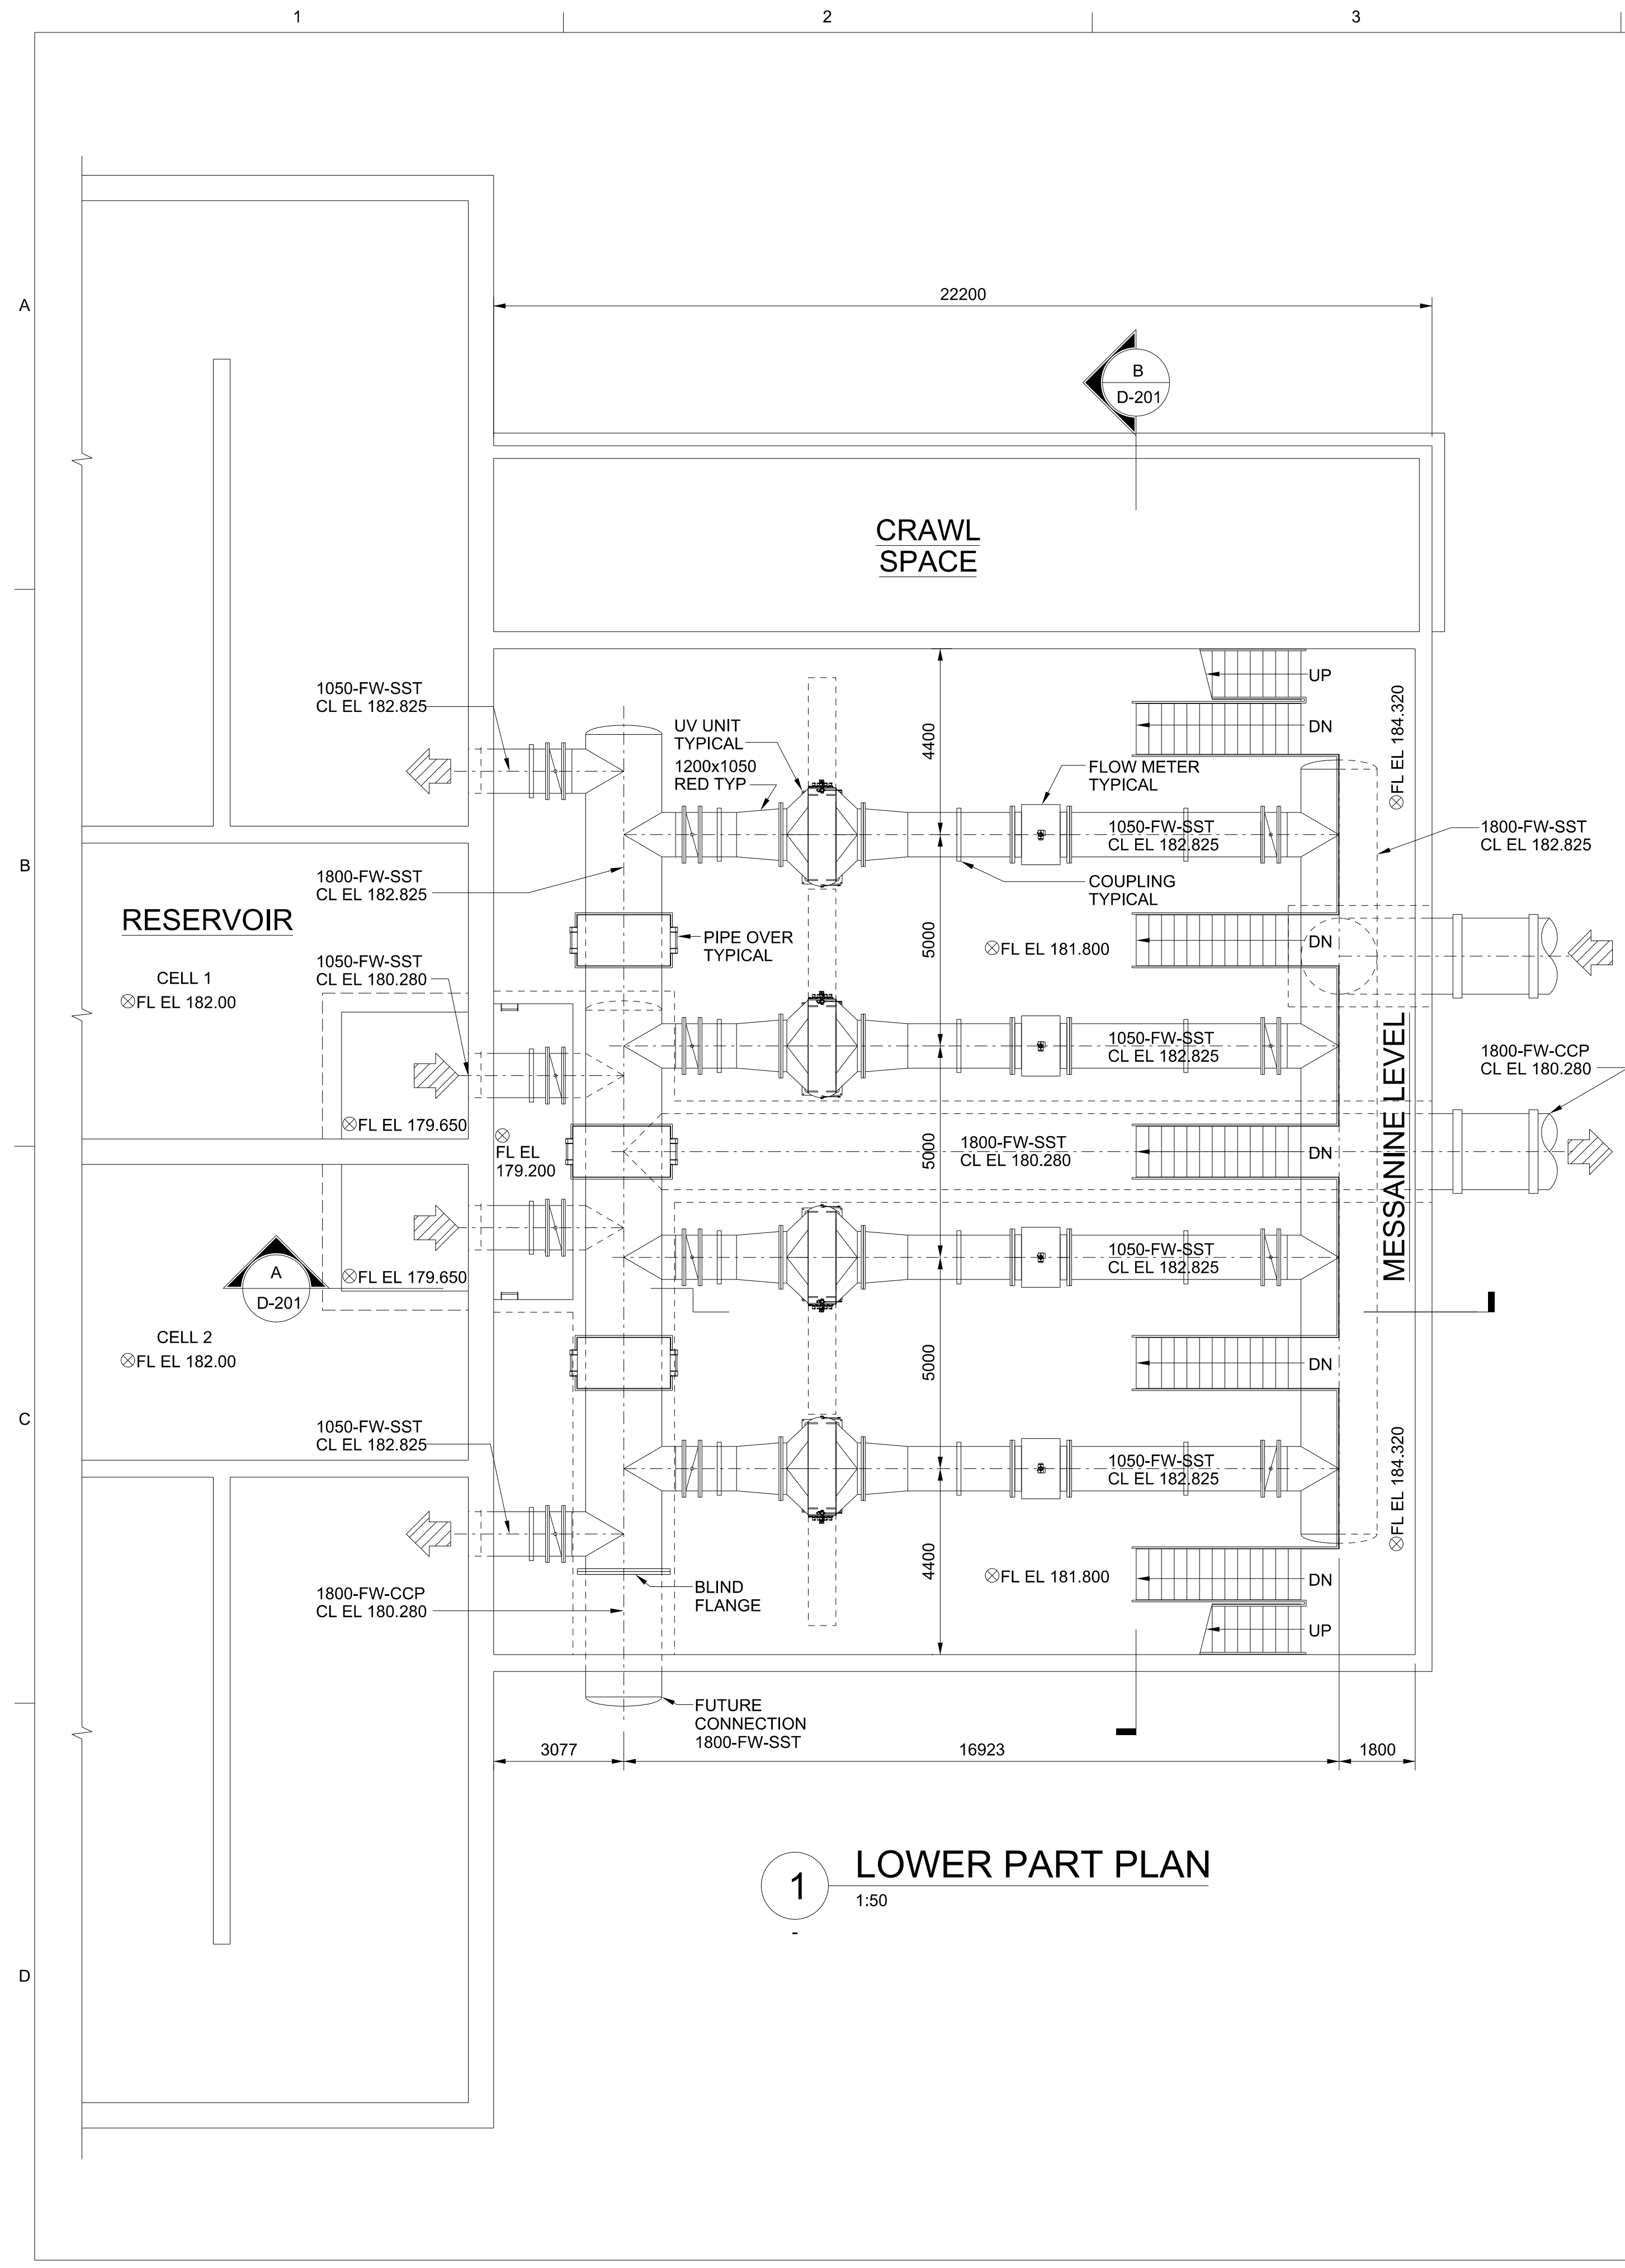 1
2
3
A
22200
B
D-201
CRAWL
SPACE
1050-FW-SST
CL EL 182.825
UV UNIT
TYPICAL
1200x1050
RED TYP
4400
UP
DN
FL EL 184.320
FLOW METER
TYPICAL
1050-FW-SST
CL EL 182.825
1800-FW-SST
CL EL 182.825
B
1800-FW-SST
CL EL 182.825
COUPLING
TYPICAL
RESERVOIR
PIPE OVER
TYPICAL
5000
FL EL 181.800
DN
1050-FW-SST
CL EL 180.280
CELL 1
FL EL 182.00
1050-FW-SST
CL EL 182.825
MESSANINE LEVEL
1800-FW-CCP
CL EL 180.280
FL EL 179.650
FL EL
179.200
5000
1800-FW-SST
CL EL 180.280
DN
A
D-201
FL EL 179.650
1050-FW-SST
CL EL 182.825
CELL 2
FL EL 182.00
5000
DN
C
1050-FW-SST
CL EL 182.825
1050-FW-SST
CL EL 182.825
FL EL 184.320
4400
FL EL 181.800
DN
1800-FW-CCP
CL EL 180.280
BLIND
FLANGE
UP
FUTURE
CONNECTION
1800-FW-SST
3077
16923
1800
1
LOWER PART PLAN
1:50
-
D